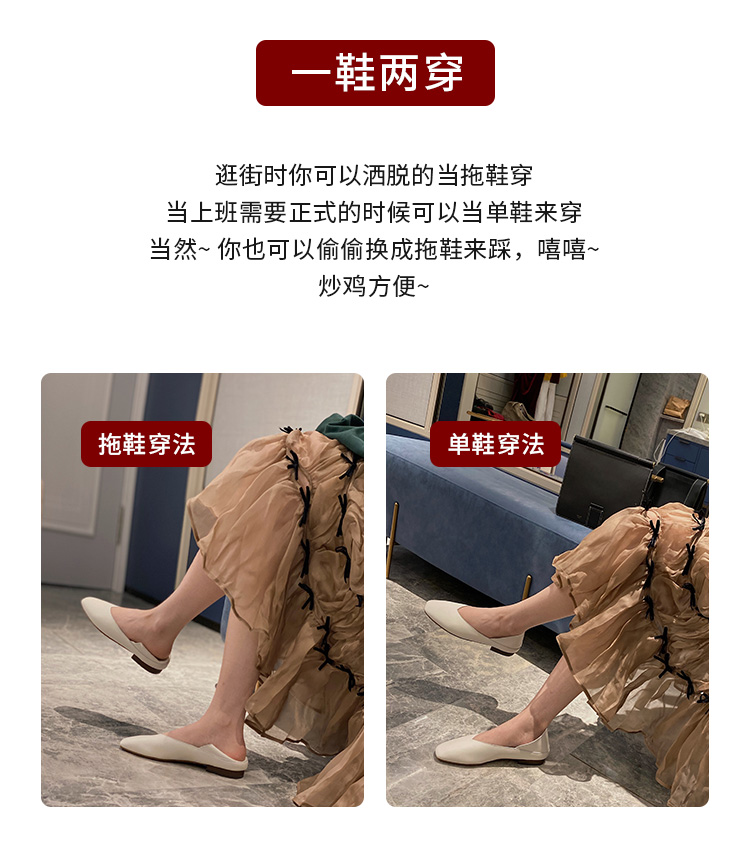 一鞋两穿
逛街时你可以洒脱的当拖鞋穿
当上班需要正式的时候可以当单鞋来穿
当然~ 你也可以偷偷换成拖鞋来踩，嘻嘻~
炒鸡方便~
拖鞋穿法
单鞋穿法